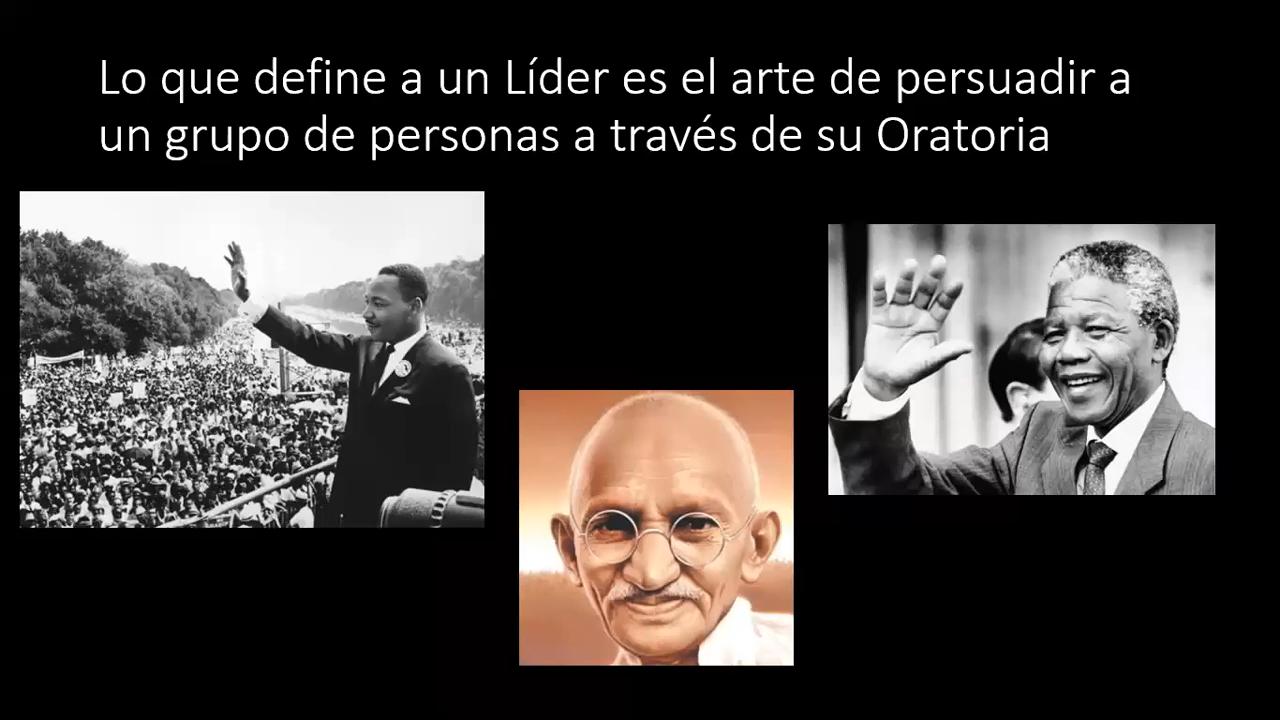 Lo que define a un Líder es el arte de persuadir a
un grupo de personas a través de su Oratoria